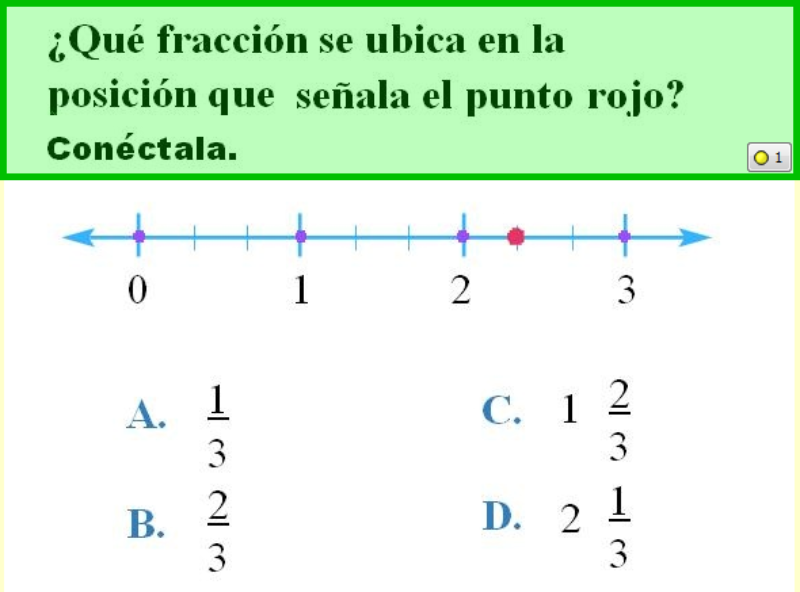 ¿Qué fracción se ubica en la
posición que señala el punto rojo?
Conéctala.
1
0 1 2 3
A. 1/3
C. 1 2/3
B. 2/3
D. 2 1/3